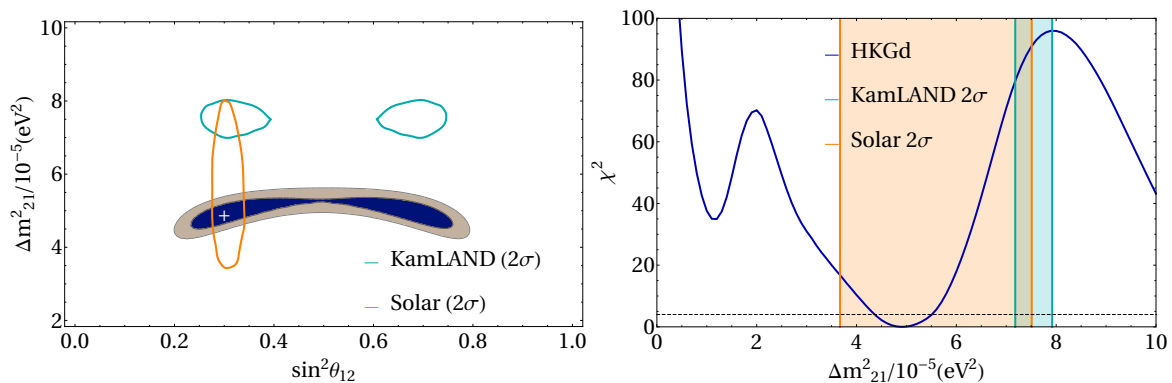 10
8
6
4
2
0.0 0.2 0.4 0.6 0.8 1.0
Δm²₂₁/10⁻⁵(eV²)
sin²θ₁₂
KamLAND (2σ)
Solar (2σ)
100
80
60
40
20
0
0 2 4 6 8 10
χ²
Δm²₂₁/10⁻⁵(eV²)
HKGd
KamLAND 2σ
Solar 2σ